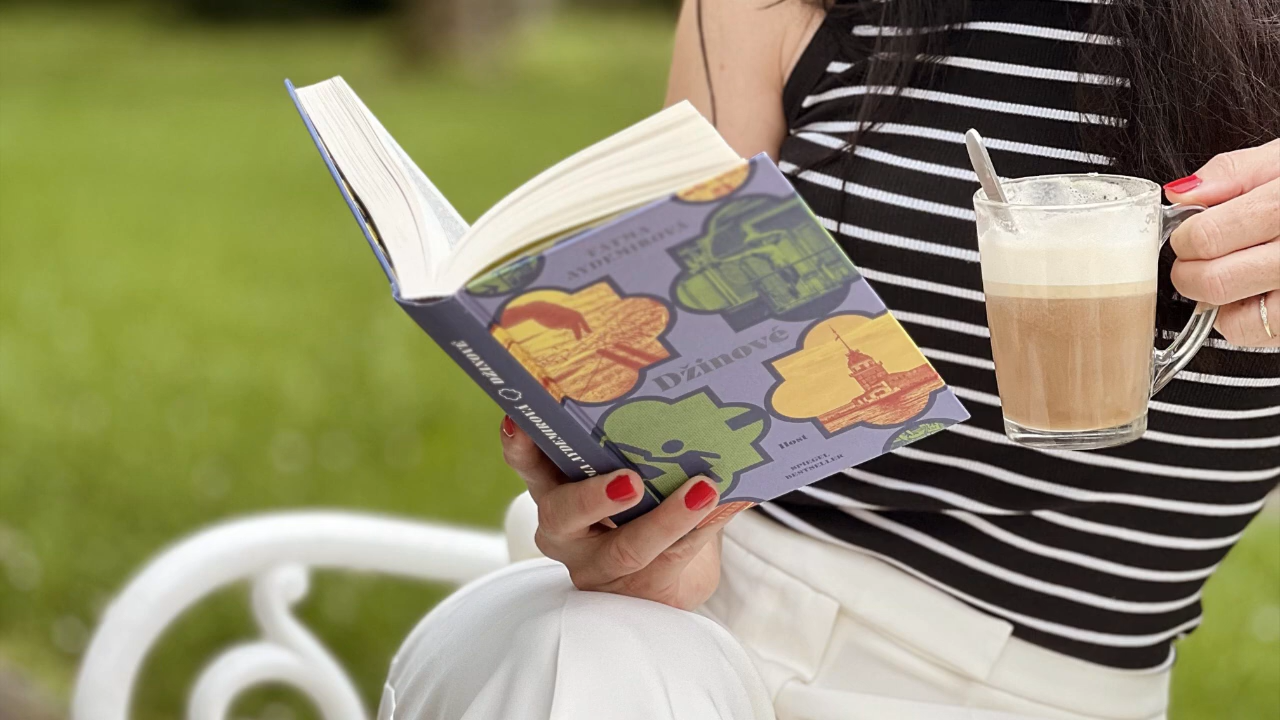 FATMA
AYDEMIROVÁ
Džinové
Host
SPIEGEL
BESTSELLER
AYDEMIROVÁ DŽINOVÉ